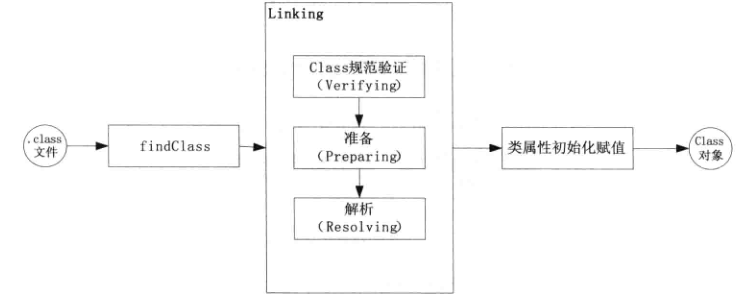 Linking
Class规范验证
(Verifying)
.class
文件
findClass
准备
(Preparing)
类属性初始化赋值
Class
对象
解析
(Resolving)